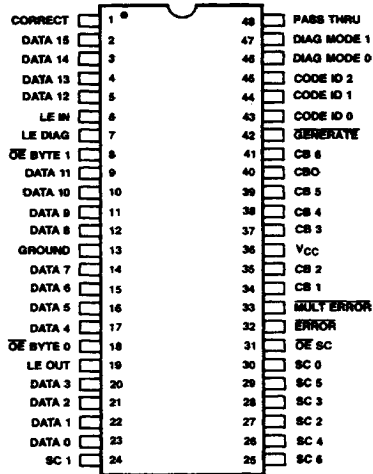 CORRECT 1 48 PASS THRU
DATA 15 2 47 DIAG MODE 1
DATA 14 3 46 DIAG MODE 0
DATA 13 4 45 CODE ID 2
DATA 12 5 44 CODE ID 1
LE IN 6 43 CODE ID 0
LE DIAG 7 42 GENERATE
OE BYTE 1 8 41 CB 6
DATA 11 9 40 CBO
DATA 10 10 39 CB 5
DATA 9 11 38 CB 4
DATA 8 12 37 CB 3
GROUND 13 36 VCC
DATA 7 14 35 CB 2
DATA 6 15 34 CB 1
DATA 5 16 33 MULT ERROR
DATA 4 17 32 ERROR
OE BYTE 0 18 31 OE SC
LE OUT 19 30 SC 0
DATA 3 20 29 SC 5
DATA 2 21 28 SC 3
DATA 1 22 27 SC 2
DATA 0 23 26 SC 4
SC 1 24 25 SC 6